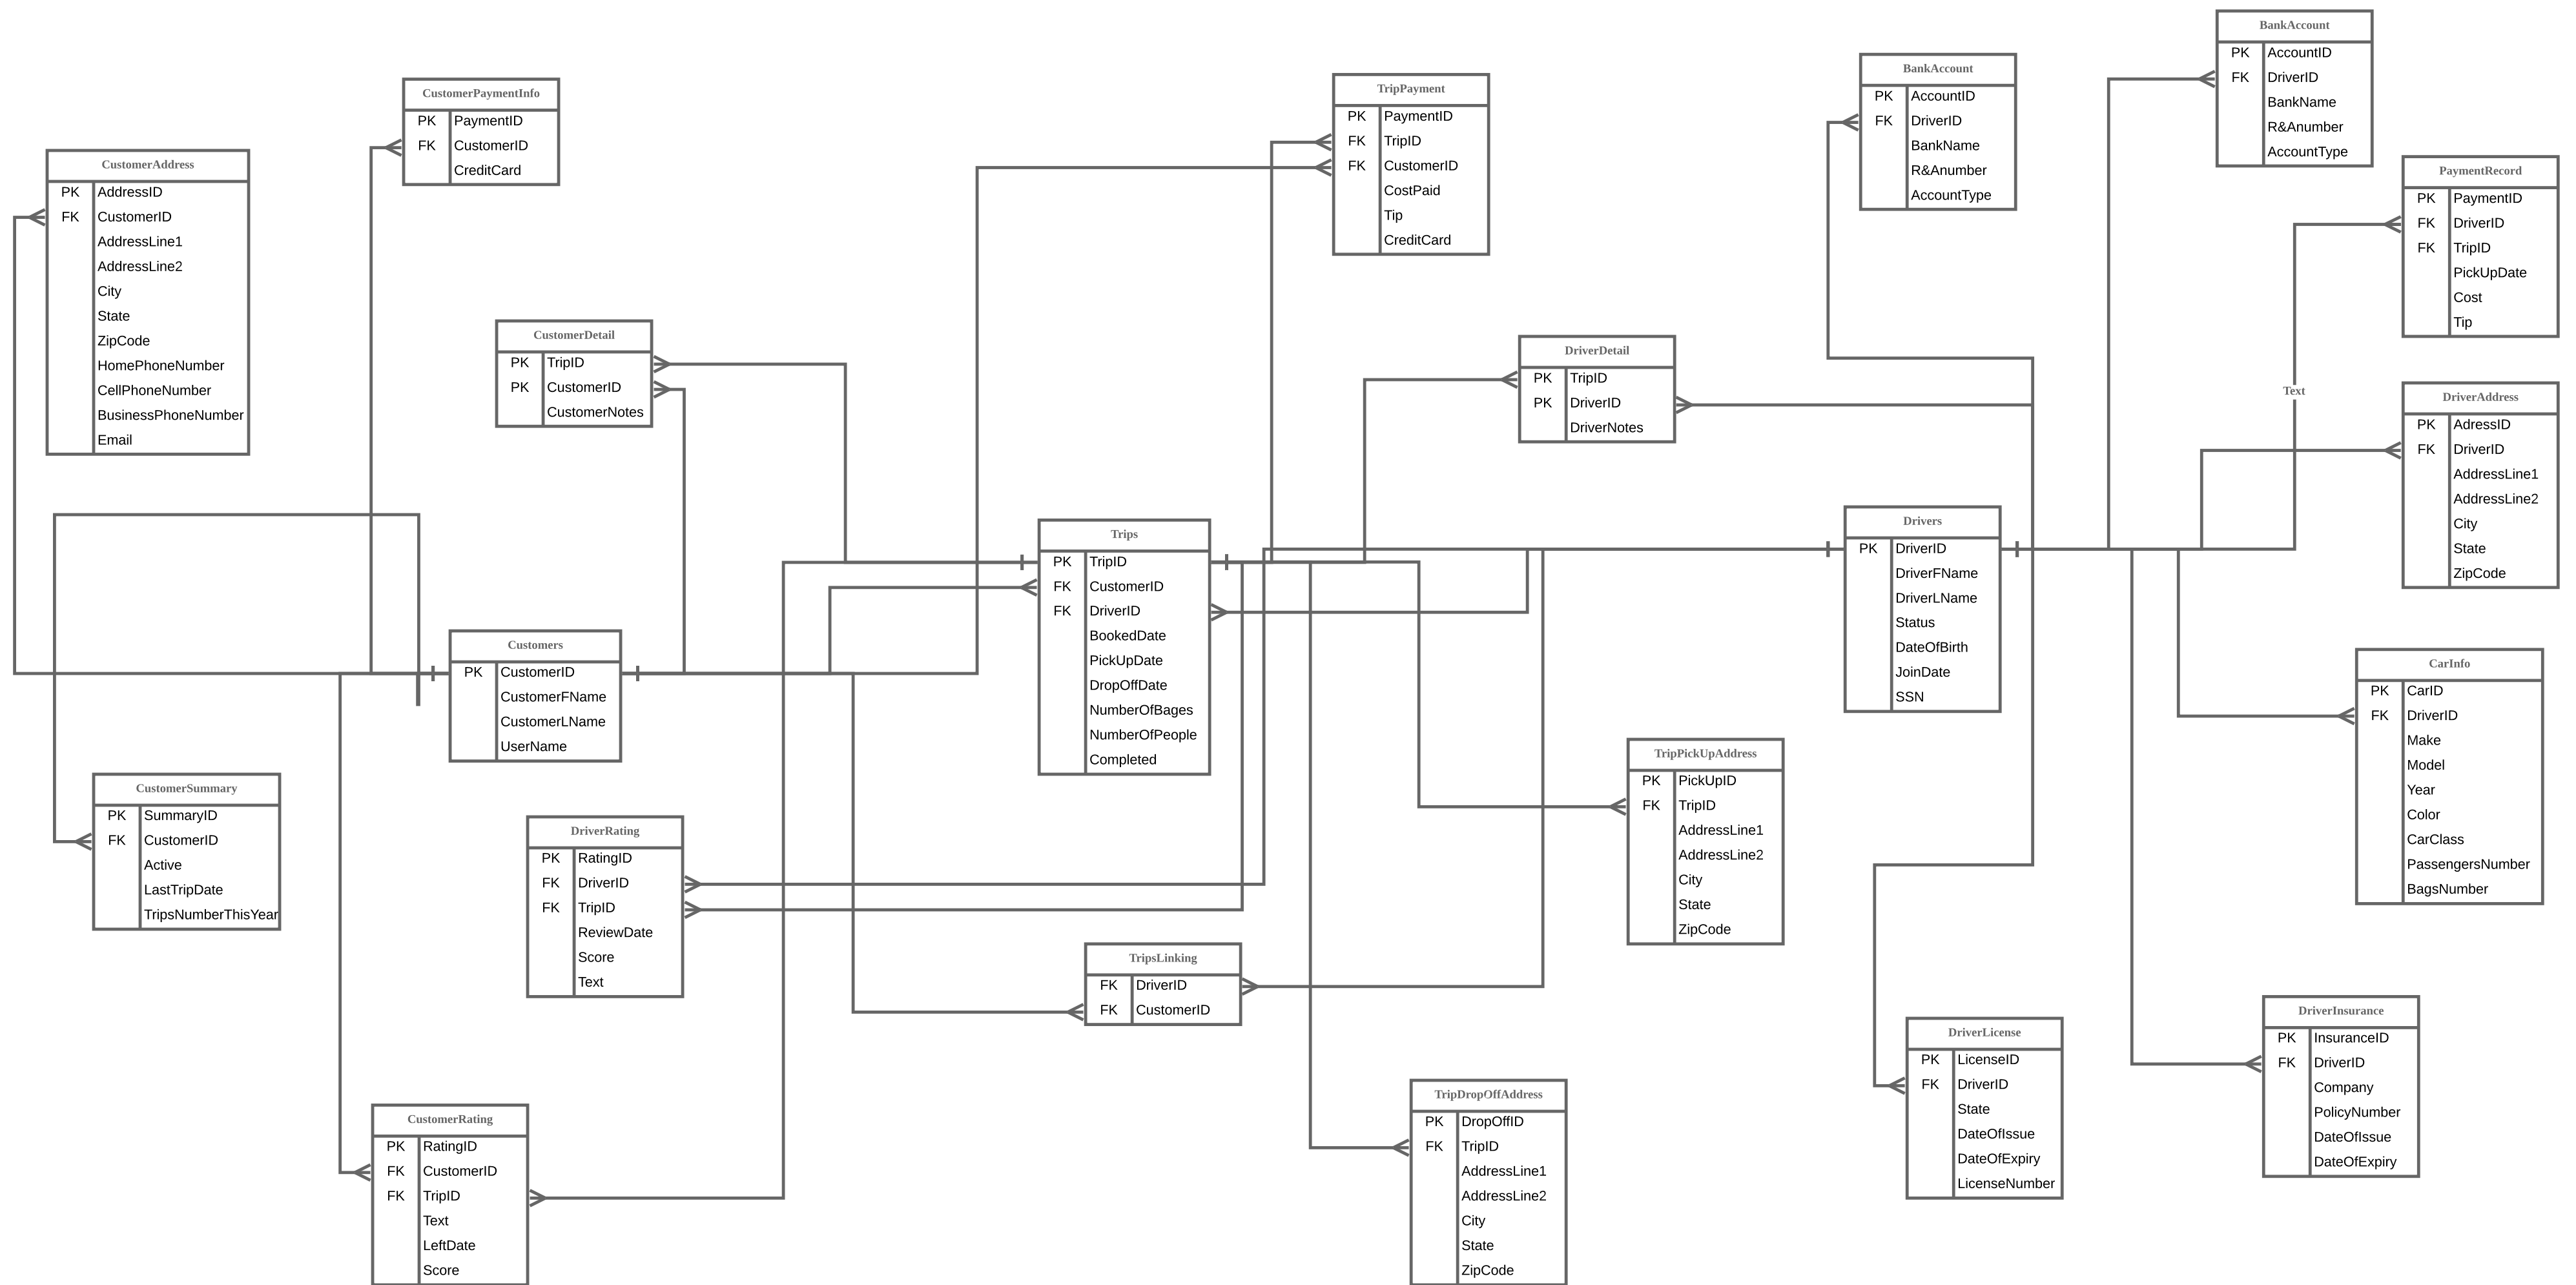 BankAccount
PK AccountID
FK DriverID
BankName
R&Anumber
AccountType
BankAccount
PK AccountID
FK DriverID
BankName
R&Anumber
AccountType
CustomerPaymentInfo
PK PaymentID
FK CustomerID
CreditCard
TripPayment
PK PaymentID
FK TripID
FK CustomerID
CostPaid
Tip
CreditCard
CustomerAddress
PK AddressID
FK CustomerID
AddressLine1
AddressLine2
City
State
ZipCode
HomePhoneNumber
CellPhoneNumber
BusinessPhoneNumber
Email
PaymentRecord
PK PaymentID
FK DriverID
FK TripID
PickUpDate
Cost
Tip
CustomerDetail
PK TripID
PK CustomerID
CustomerNotes
DriverDetail
PK TripID
PK DriverID
DriverNotes
Text
DriverAddress
PK AdressID
FK DriverID
AddressLine1
AddressLine2
City
State
ZipCode
Trips
PK TripID
FK CustomerID
FK DriverID
BookedDate
PickUpDate
DropOffDate
NumberOfBages
NumberOfPeople
Completed
Drivers
PK DriverID
DriverFName
DriverLName
Status
DateOfBirth
JoinDate
SSN
Customers
PK CustomerID
CustomerFName
CustomerLName
UserName
CarInfo
PK CarID
FK DriverID
Make
Model
Year
Color
CarClass
PassengersNumber
BagsNumber
TripPickUpAddress
PK PickUpID
FK TripID
AddressLine1
AddressLine2
City
State
ZipCode
CustomerSummary
PK SummaryID
FK CustomerID
Active
LastTripDate
TripsNumberThisYear
DriverRating
PK RatingID
FK DriverID
FK TripID
ReviewDate
Score
Text
TripsLinking
FK DriverID
FK CustomerID
DriverInsurance
PK InsuranceID
FK DriverID
Company
PolicyNumber
DateOfIssue
DateOfExpiry
DriverLicense
PK LicenseID
FK DriverID
State
DateOfIssue
DateOfExpiry
LicenseNumber
TripDropOffAddress
PK DropOffID
FK TripID
AddressLine1
AddressLine2
City
State
ZipCode
CustomerRating
PK RatingID
FK CustomerID
FK TripID
Text
LeftDate
Score